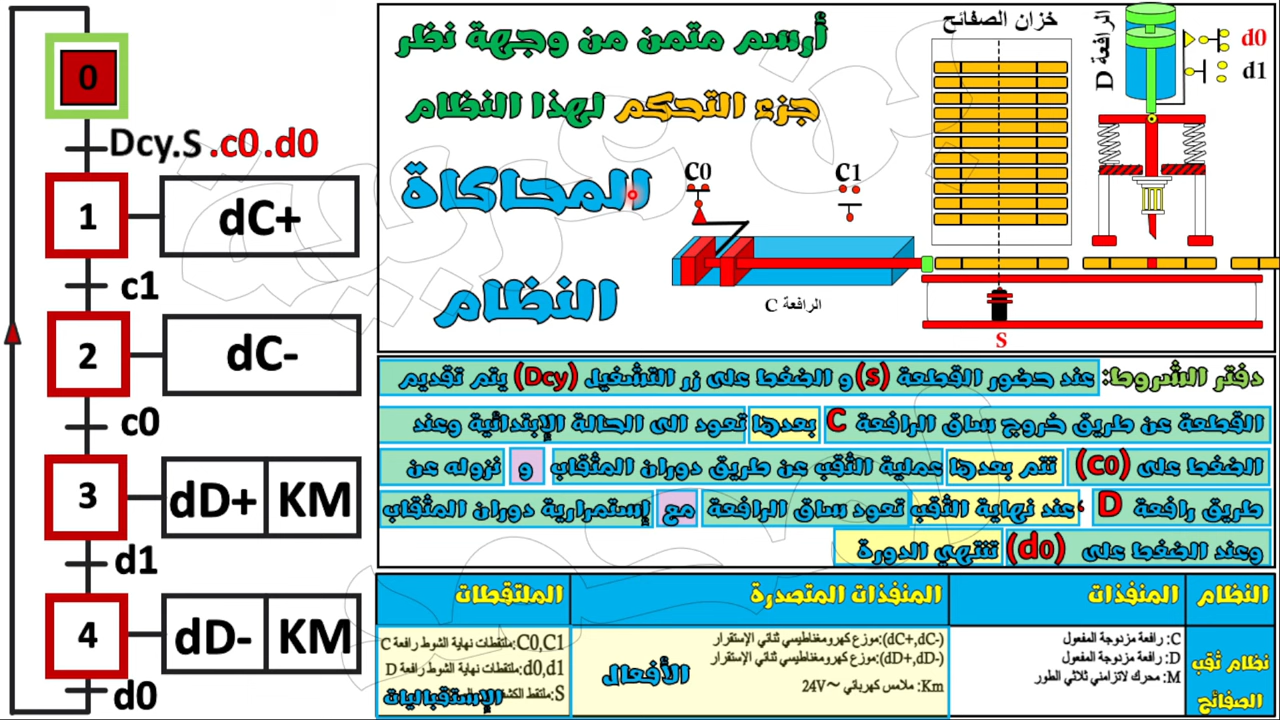 0
Dcy.S .c0 .d0
1
dC+
c1
2
dC-
c0
3
dD+
KM
d1
4
dD-
KM
d0
أرسم متمن من وجهة نظر
جزء التحكم لهذا النظام
المحاكاة
النظام
خزان الصفائح
الرافعة D
d0
d1
C0
C1
الرافعة C
S
دفتر الشروط: عند حضور القطعة (S) و الضغط على زر التشغيل (Dcy) يتم تقديم
القطعة عن طريق خروج ساق الرافعة C بعدها تعود الى الحالة الإبتدائية وعند
الضغط على (c0) تتم بعدها عملية الثقب عن طريق دوران المثقاب و نزوله عن
طريق رافعة D ،عند نهاية الثقب تعود ساق الرافعة مع إستمرارية دوران المثقاب
وعند الضغط على (d0) تنتهي الدورة
النظام
المنفذات
المنفذات المتصدرة
الملتقطات
نظام ثقب
الصفائح
C: رافعة مزدوجة المفعول
D: رافعة مزدوجة المفعول
M: محرك لاتزامني ثلاثي الطور
(dC+,dC-):موزع كهرومغناطيسي ثنائي الإستقرار
(dD+,dD-):موزع كهرومغناطيسي ثنائي الإستقرار
Km: ملامس كهربائي ~24V
الأفعال
C0,C1:ملتقطات نهاية الشوط رافعة C
d0,d1:ملتقطات نهاية الشوط رافعة D
S:ملتقط
الإستقباليات